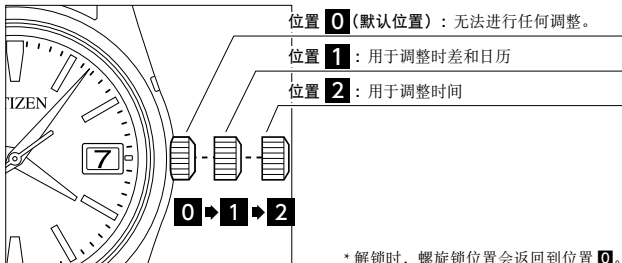 位置 0 (默认位置) : 无法进行任何调整。
位置 1 : 用于调整时差和日历
位置 2 : 用于调整时间
TIZEN
7
0 ➡ 1 ➡ 2
* 解锁时，螺旋锁位置会返回到位置 0。